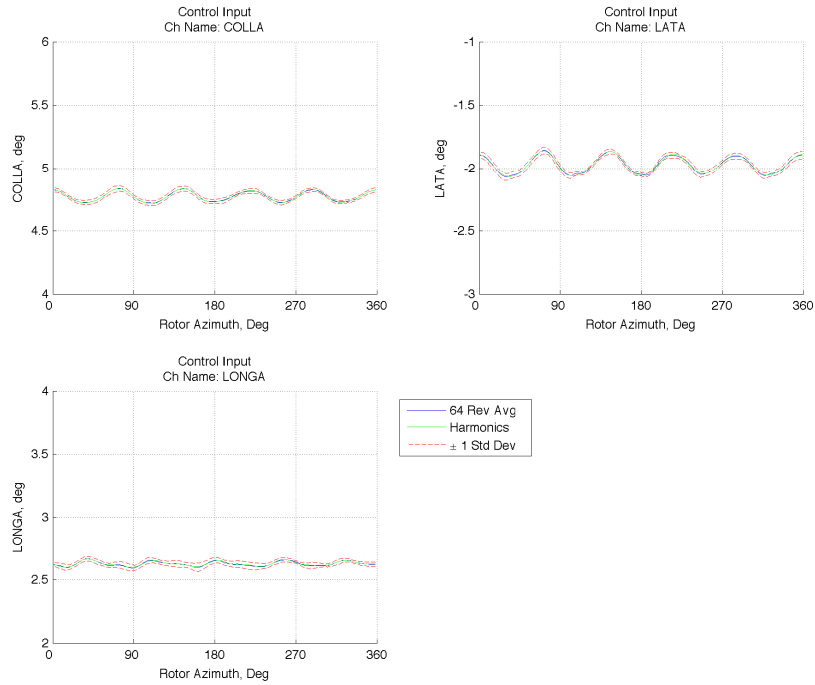 Control Input
Ch Name: COLLA
6
5.5
5
4.5
4
COLLA, deg
0 90 180 270 360
Rotor Azimuth, Deg
Control Input
Ch Name: LATA
-1
-1.5
-2
-2.5
-3
LATA, deg
0 90 180 270 360
Rotor Azimuth, Deg
Control Input
Ch Name: LONGA
4
3.5
3
2.5
2
LONGA, deg
0 90 180 270 360
Rotor Azimuth, Deg
64 Rev Avg
Harmonics
± 1 Std Dev